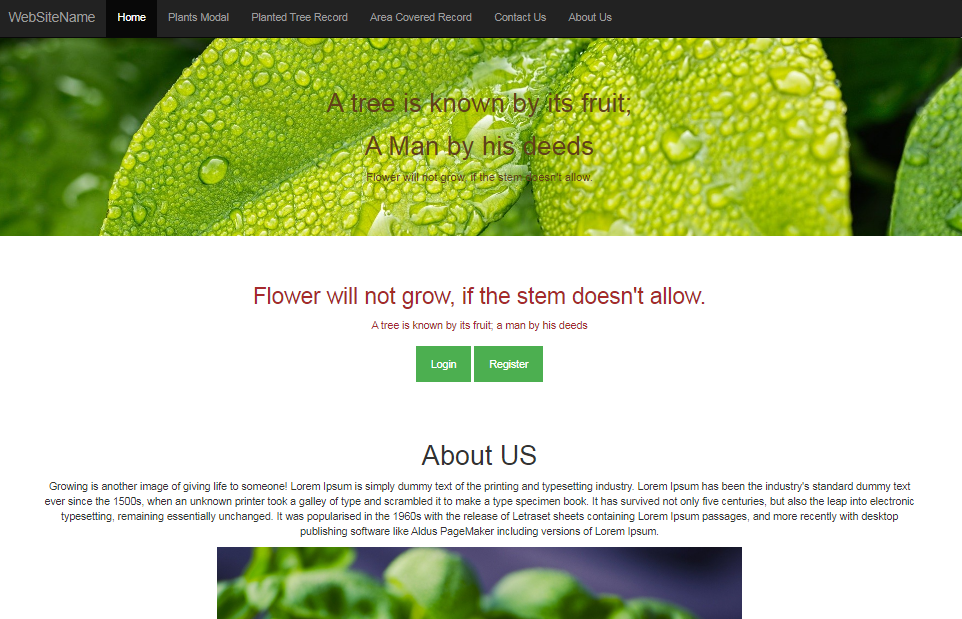 WebSiteName Home Plants Modal Planted Tree Record Area Covered Record Contact Us About Us
A tree is known by its fruit;
A Man by his deeds
Flower will not grow, if the stem doesn't allow.
Flower will not grow, if the stem doesn't allow.
A tree is known by its fruit; a man by his deeds
Login Register
About US
Growing is another image of giving life to someone! Lorem Ipsum is simply dummy text of the printing and typesetting industry. Lorem Ipsum has been the industry's standard dummy text
ever since the 1500s, when an unknown printer took a galley of type and scrambled it to make a type specimen book. It has survived not only five centuries, but also the leap into electronic
typesetting, remaining essentially unchanged. It was popularised in the 1960s with the release of Letraset sheets containing Lorem Ipsum passages, and more recently with desktop
publishing software like Aldus PageMaker including versions of Lorem Ipsum.